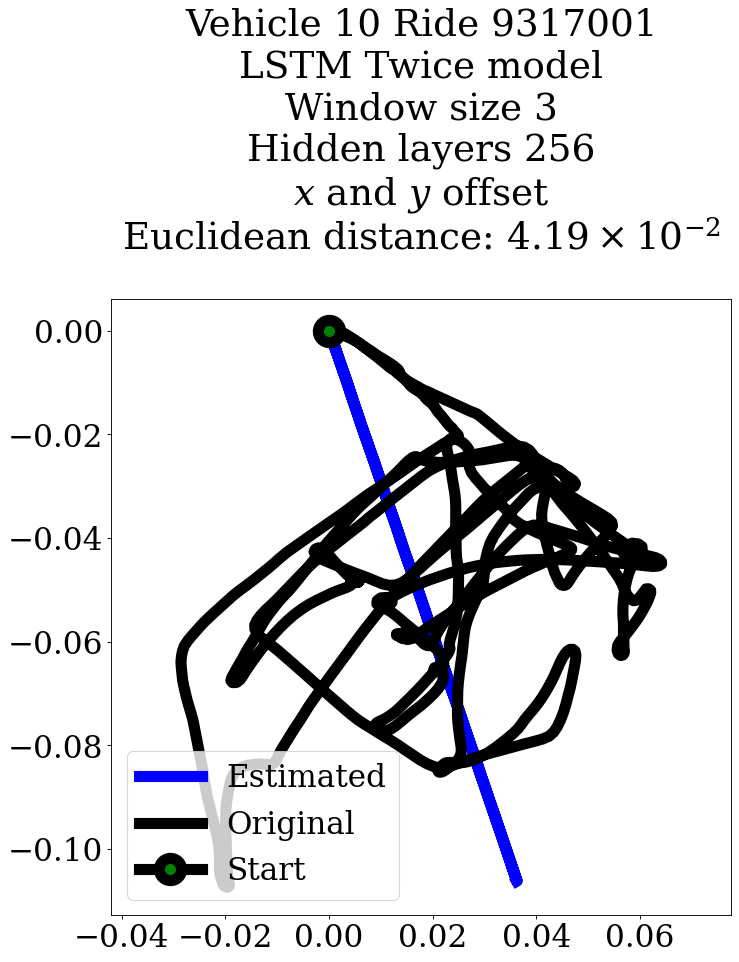 Vehicle 10 Ride 9317001
LSTM Twice model
Window size 3
Hidden layers 256
x and y offset
Euclidean distance: 4.19 × 10⁻²
0.00
−0.02
−0.04
−0.06
−0.08
−0.10
Estimated
Original
Start
−0.04 −0.02 0.00 0.02 0.04 0.06